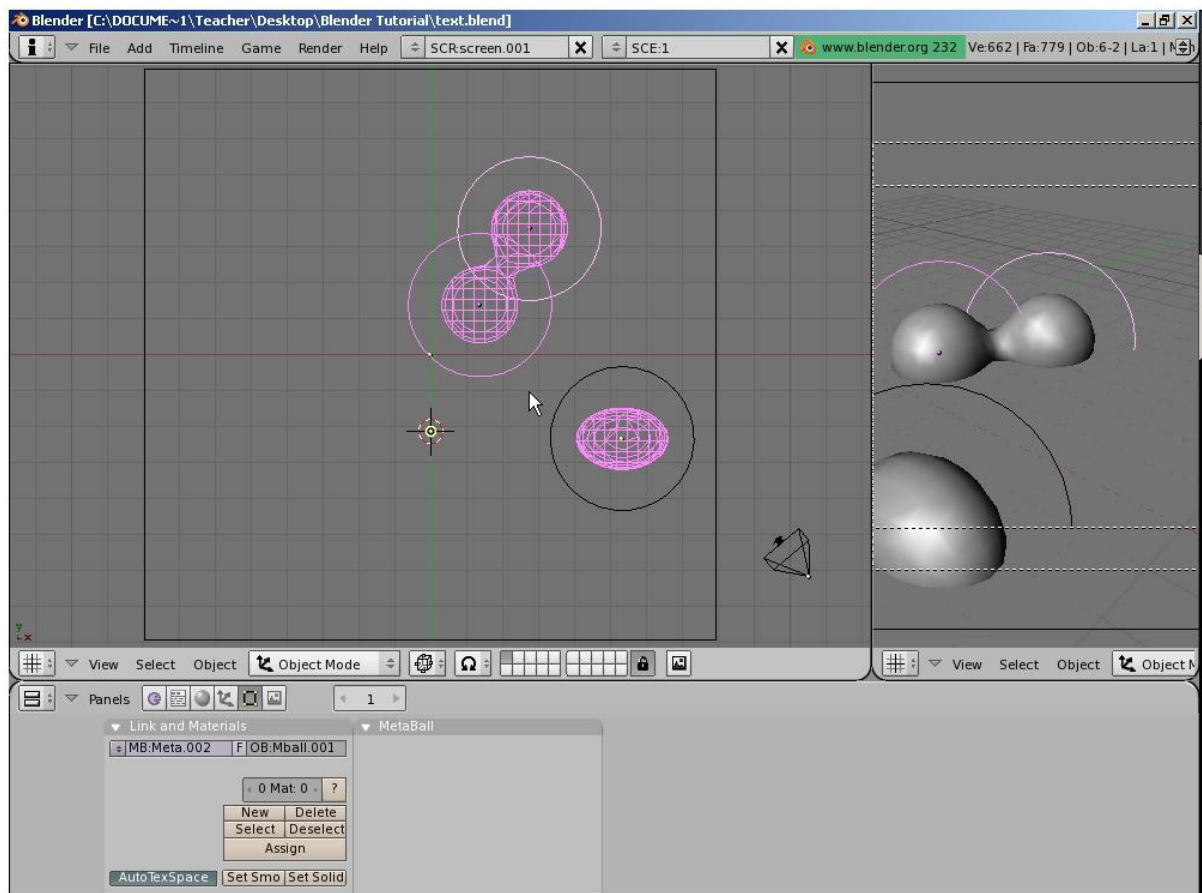 Blender [C:\DOCUME~1\Teacher\Desktop\Blender Tutorial\text.blend]
File Add Timeline Game Render Help SCR:screen.001 SCE:1 www.blender.org 232 Ve:662 | Fa:779 | Ob:6-2 | La:1 |
y
x
View Select Object Object Mode View Select Object Object M
Panels 1
Link and Materials MetaBall
MB:Meta.002 F OB:Mball.001
0 Mat: 0 ?
New Delete
Select Deselect
Assign
AutoTexSpace Set Smo Set Solid